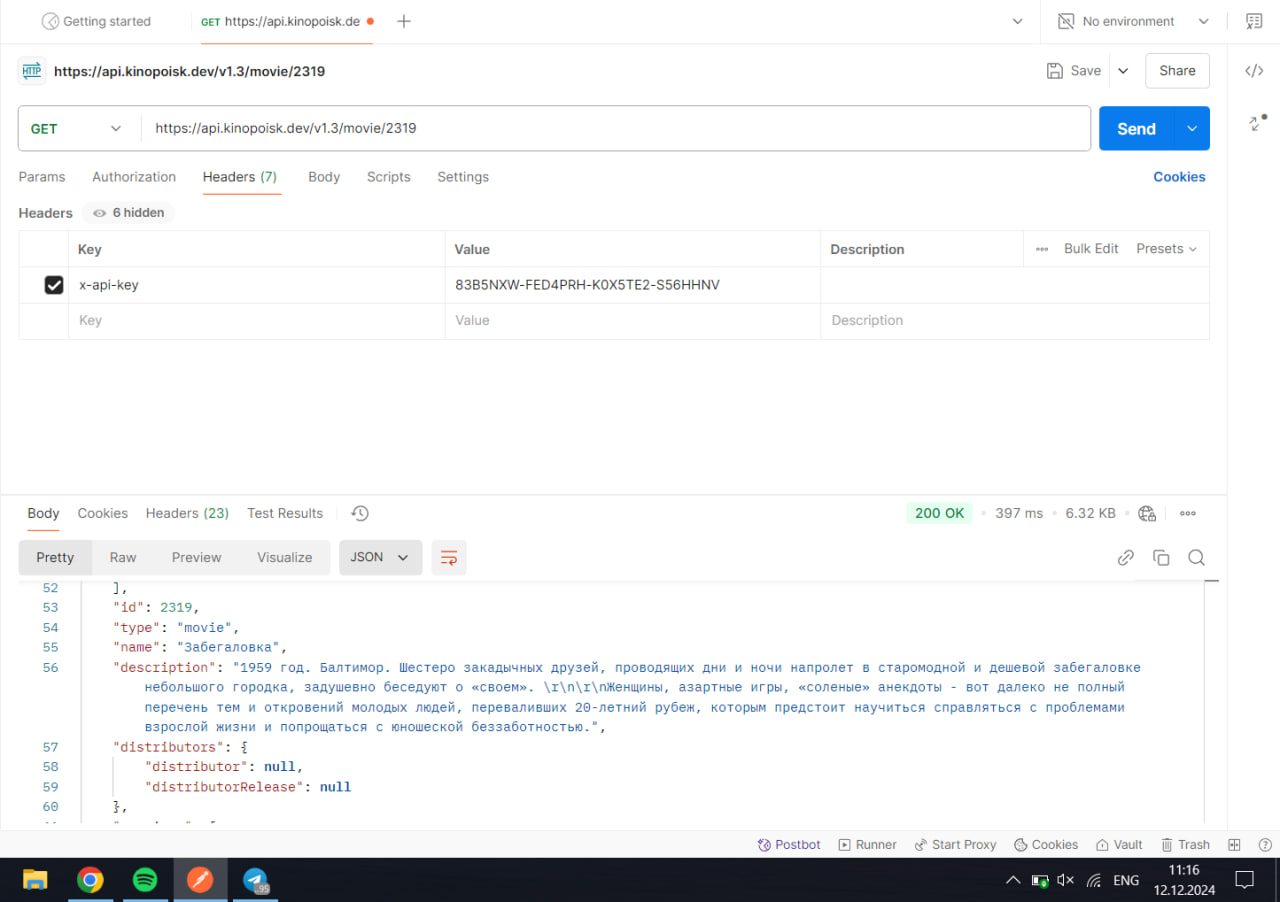 Getting started
GET https://api.kinopoisk.de
No environment
HTTP https://api.kinopoisk.dev/v1.3/movie/2319
Save
Share
GET
https://api.kinopoisk.dev/v1.3/movie/2319
Send
Params Authorization Headers (7) Body Scripts Settings
Cookies
Headers 6 hidden
Key Value Description Bulk Edit Presets
x-api-key 83B5NXW-FED4PRH-K0X5TE2-S56HHNV
Key Value Description
Body Cookies Headers (23) Test Results
200 OK 397 ms 6.32 KB
Pretty Raw Preview Visualize JSON
52 ],
53 "id": 2319,
54 "type": "movie",
55 "name": "Забегаловка",
56 "description": "1959 год. Балтимор. Шестеро закадычных друзей, проводящих дни и ночи напролет в старомодной и дешевой забегаловке
небольшого городка, задушевно беседуют о «своем». \r\n\r\nЖенщины, азартные игры, «соленые» анекдоты - вот далеко не полный
перечень тем и откровений молодых людей, переваливших 20-летний рубеж, которым предстоит научиться справляться с проблемами
взрослой жизни и попрощаться с юношеской беззаботностью.",
57 "distributors": {
58 "distributor": null,
59 "distributorRelease": null
60 },
Postbot Runner Start Proxy Cookies Vault Trash
95
ENG
11:16
12.12.2024